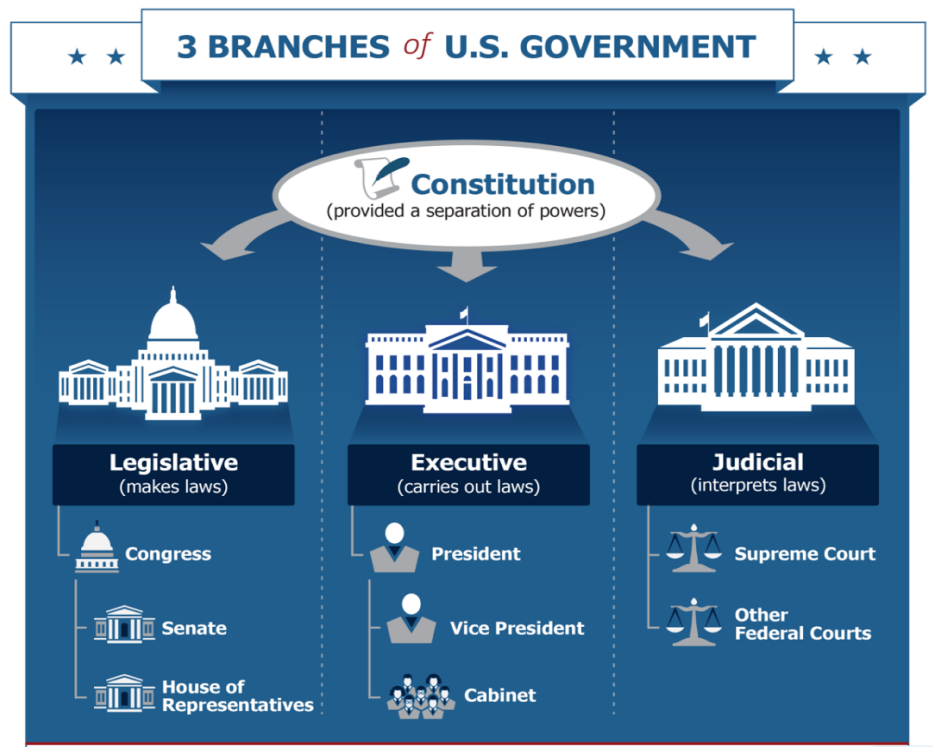 3 BRANCHES of U.S. GOVERNMENT
Constitution
(provided a separation of powers)
Legislative
(makes laws)
Congress
Senate
House of
Representatives
Executive
(carries out laws)
President
Vice President
Cabinet
Judicial
(interprets laws)
Supreme Court
Other
Federal Courts